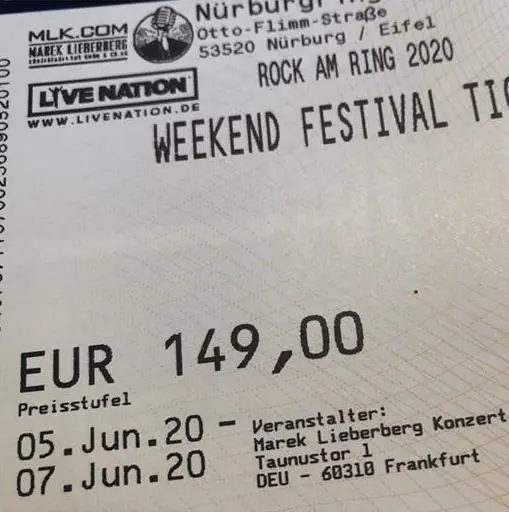 MLK.COM
MAREK LIEBERBERG
LIVE NATION
WWW.LIVENATION.DE
Nürburgring
Otto-Flimm-Straße
53520 Nürburg / Eifel
ROCK AM RING 2020
WEEKEND FESTIVAL
EUR 149,00
Preisstufe1
05.Jun.20 -
07.Jun.20
Veranstalter:
Marek Lieberberg Konzert
Taunustor 1
DEU - 60310 Frankfurt